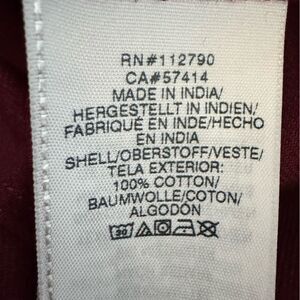 RN#112790
CA#57414
MADE IN INDIA/
HERGESTELLT IN INDIEN/
FABRIQUÉ EN INDE/HECHO
EN INDIA
SHELL/OBERSTOFF/VESTE/
TELA EXTERIOR:
100% COTTON/
BAUMWOLLE/COTON/
ALGODÓN
30